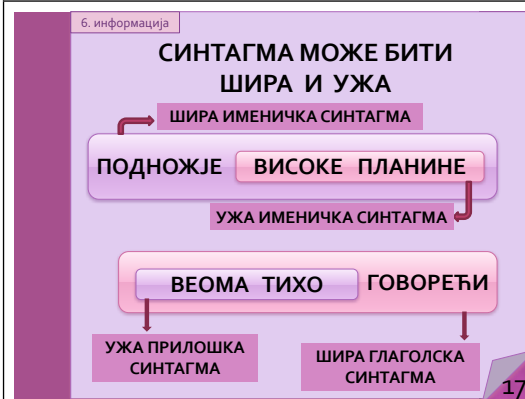 6. информација
СИНТАГМА МОЖЕ БИТИ
ШИРА И УЖА
ШИРА ИМЕНИЧКА СИНТАГМА
ПОДНОЖЈЕ ВИСОКЕ ПЛАНИНЕ
УЖА ИМЕНИЧКА СИНТАГМА
ВЕОМА ТИХО ГОВОРЕЋИ
УЖА ПРИЛОШКА
СИНТАГМА
ШИРА ГЛАГОЛСКА
СИНТАГМА
17